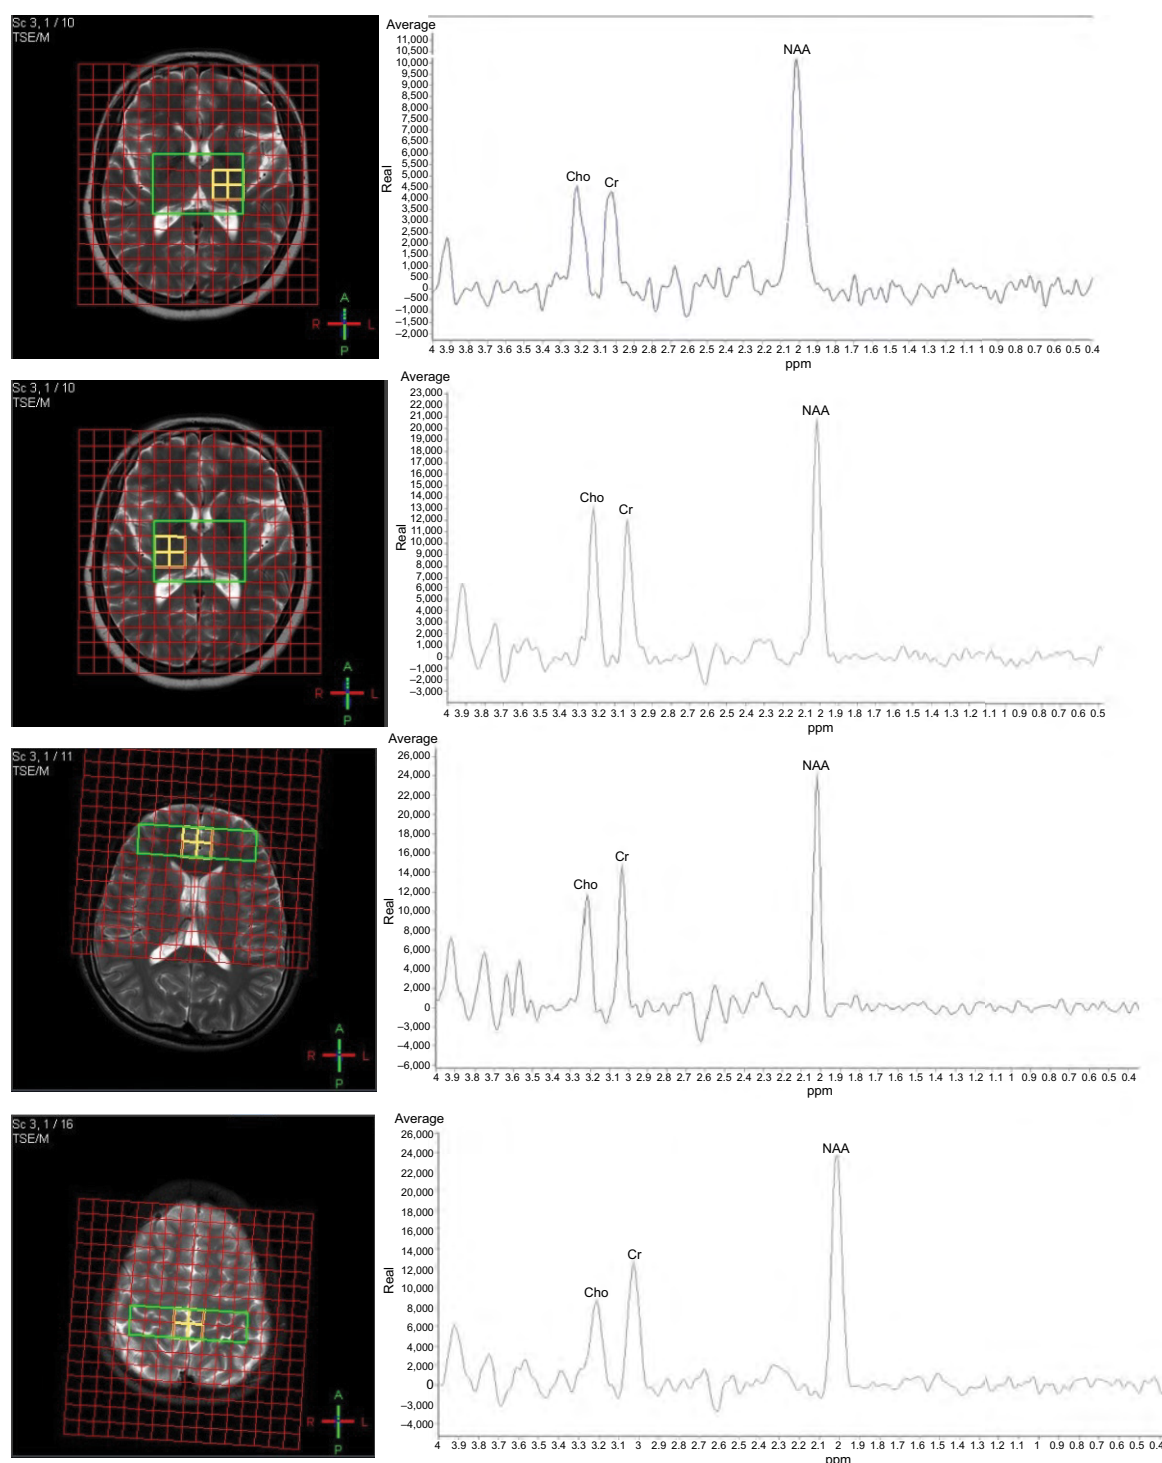 Sc 3, 1 / 10
TSE/M
A
R L
P
Average
11,000
10,500
10,000
9,500
9,000
8,500
8,000
7,500
7,000
6,500
6,000
5,500
5,000
4,500
4,000
3,500
3,000
2,500
2,000
1,500
1,000
500
0
−500
−1,000
−1,500
−2,000
Real
Cho
Cr
NAA
4 3.9 3.8 3.7 3.6 3.5 3.4 3.3 3.2 3.1 3 2.9 2.8 2.7 2.6 2.5 2.4 2.3 2.2 2.1 2 1.9 1.8 1.7 1.6 1.5 1.4 1.3 1.2 1.1 1 0.9 0.8 0.7 0.6 0.5 0.4
ppm
Sc 3, 1 / 10
TSE/M
A
R L
P
Average
23,000
22,000
21,000
20,000
19,000
18,000
17,000
16,000
15,000
14,000
13,000
12,000
11,000
10,000
9,000
8,000
7,000
6,000
5,000
4,000
3,000
2,000
1,000
0
−1,000
−2,000
−3,000
Real
Cho
Cr
NAA
4 3.9 3.8 3.7 3.6 3.5 3.4 3.3 3.2 3.1 3 2.9 2.8 2.7 2.6 2.5 2.4 2.3 2.2 2.1 2 1.9 1.8 1.7 1.6 1.5 1.4 1.3 1.2 1.1 1 0.9 0.8 0.7 0.6 0.5
ppm
Sc 3, 1 / 11
TSE/M
A
R L
P
Average
26,000
24,000
22,000
20,000
18,000
16,000
14,000
12,000
10,000
8,000
6,000
4,000
2,000
0
−3,000
−4,000
−6,000
Real
Cho
Cr
NAA
4 3.9 3.8 3.7 3.6 3.5 3.4 3.3 3.2 3.1 3 2.9 2.8 2.7 2.6 2.5 2.4 2.3 2.2 2.1 2 1.9 1.8 1.7 1.6 1.5 1.4 1.3 1.2 1.1 1 0.9 0.8 0.7 0.6 0.5 0.4
ppm
Sc 3, 1 / 16
TSE/M
A
R L
P
Average
26,000
24,000
22,000
20,000
18,000
16,000
14,000
12,000
10,000
8,000
6,000
4,000
2,000
0
−2,000
−4,000
Real
Cho
Cr
NAA
4 3.9 3.8 3.7 3.6 3.5 3.4 3.3 3.2 3.1 3 2.9 2.8 2.7 2.6 2.5 2.4 2.3 2.2 2.1 2 1.9 1.8 1.7 1.6 1.5 1.4 1.3 1.2 1.1 1 0.9 0.8 0.7 0.6 0.5 0.4
ppm